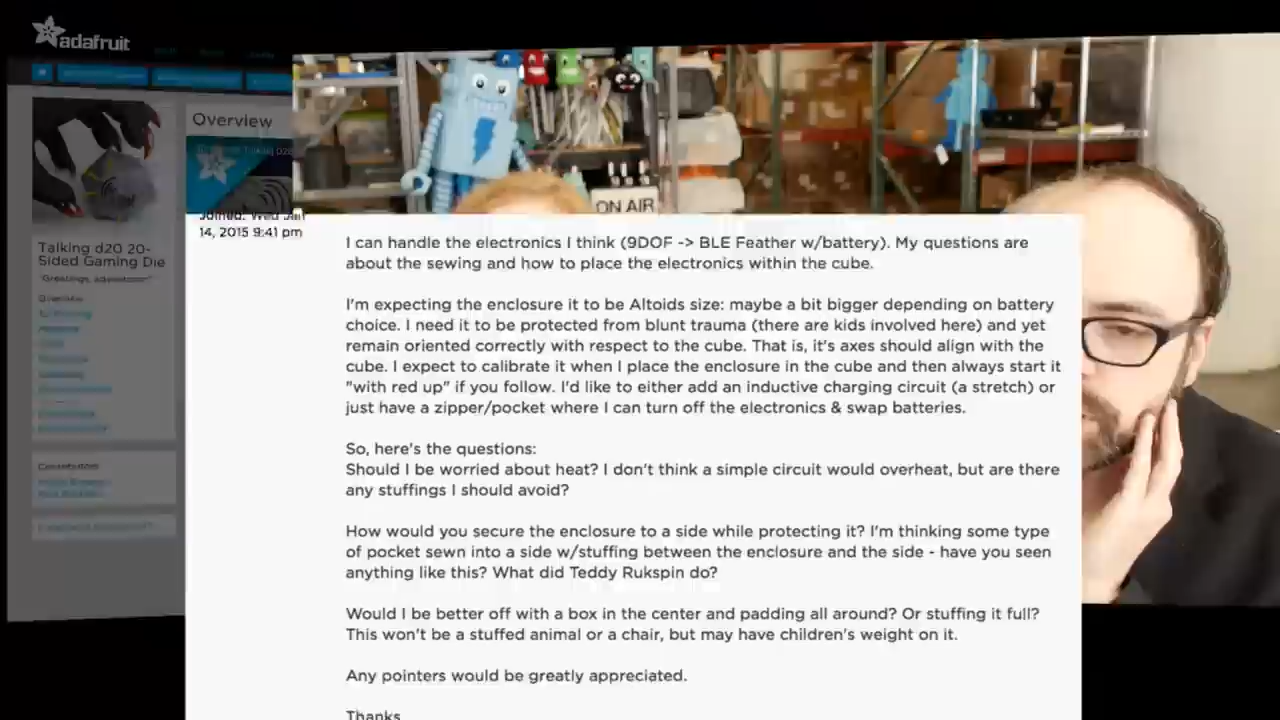 adafruit
Overview
Talking d20 20-
Sided Gaming Die
"Greetings, adventurer"
Overview
Contributors
ON AIR
Joined: Wed Jan
14, 2015 9:41 pm
I can handle the electronics I think (9DOF -> BLE Feather w/battery). My questions are
about the sewing and how to place the electronics within the cube.
I'm expecting the enclosure it to be Altoids size: maybe a bit bigger depending on battery
choice. I need it to be protected from blunt trauma (there are kids involved here) and yet
remain oriented correctly with respect to the cube. That is, it's axes should align with the
cube. I expect to calibrate it when I place the enclosure in the cube and then always start it
"with red up" if you follow. I'd like to either add an inductive charging circuit (a stretch) or
just have a zipper/pocket where I can turn off the electronics & swap batteries.
So, here's the questions:
Should I be worried about heat? I don't think a simple circuit would overheat, but are there
any stuffings I should avoid?
How would you secure the enclosure to a side while protecting it? I'm thinking some type
of pocket sewn into a side w/stuffing between the enclosure and the side - have you seen
anything like this? What did Teddy Rukspin do?
Would I be better off with a box in the center and padding all around? Or stuffing it full?
This won't be a stuffed animal or a chair, but may have children's weight on it.
Any pointers would be greatly appreciated.
Thanks